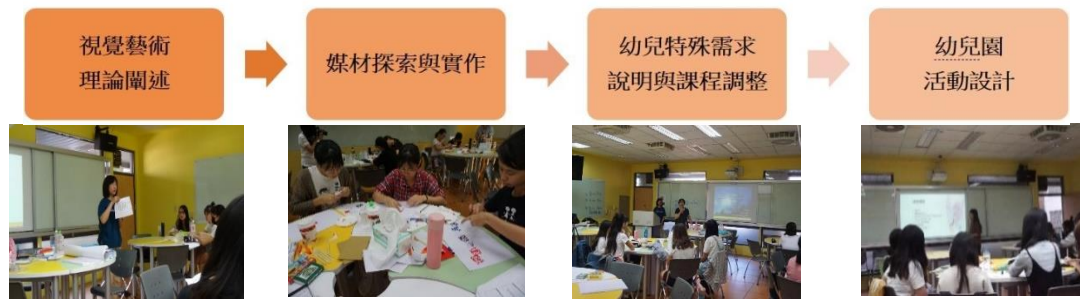 視覺藝術
理論闡述
媒材探索與實作
幼兒特殊需求
說明與課程調整
幼兒園
活動設計